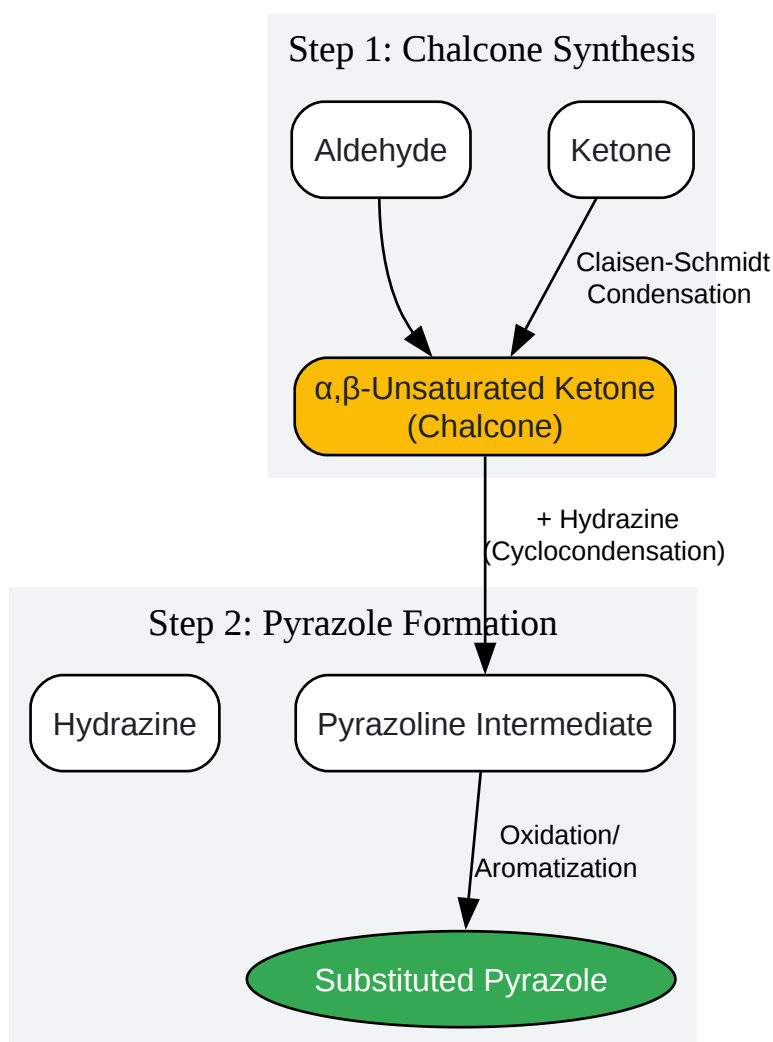 Step 1: Chalcone Synthesis
Aldehyde
Ketone
Claisen-Schmidt
Condensation
α,β-Unsaturated Ketone
(Chalcone)
+ Hydrazine
(Cyclocondensation)
Step 2: Pyrazole Formation
Hydrazine
Pyrazoline Intermediate
Oxidation/
Aromatization
Substituted Pyrazole